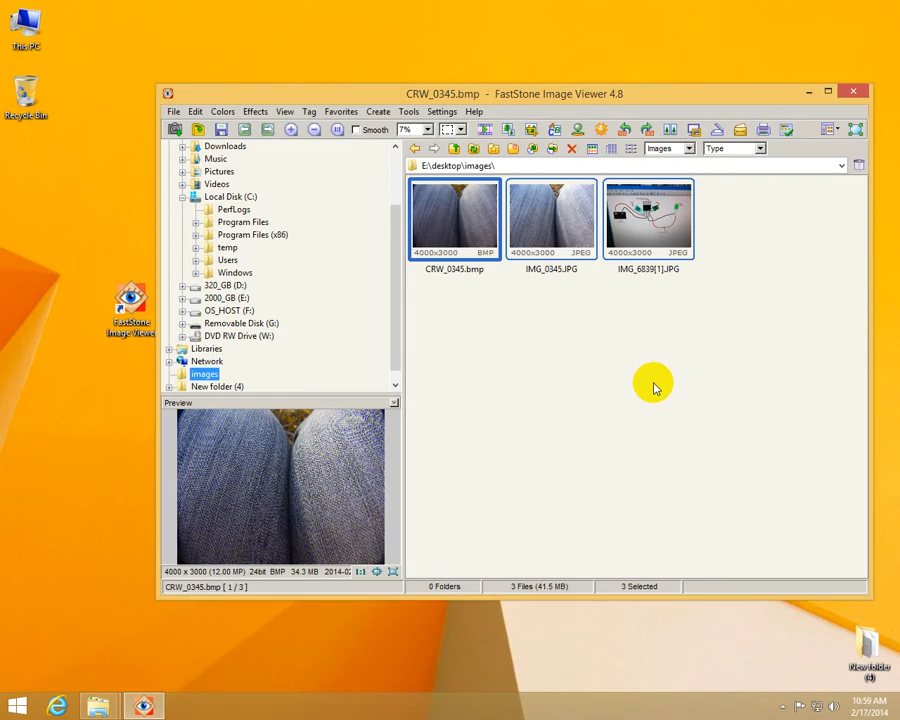 This PC
Recycle Bin
FastStone
Image Viewer
CRW_0345.bmp - FastStone Image Viewer 4.8
File Edit Colors Effects View Tag Favorites Create Tools Settings Help
Smooth 7%
Images Type
E:\desktop\images\
Downloads
Music
Pictures
Videos
Local Disk (C:)
PerfLogs
Program Files
Program Files (x86)
temp
Users
Windows
320_GB (D:)
2000_GB (E:)
OS_HOST (F:)
Removable Disk (G:)
DVD RW Drive (W:)
Libraries
Network
images
New folder (4)
4000x3000 BMP
CRW_0345.bmp
4000x3000 JPEG
IMG_0345.JPG
4000x3000 JPEG
IMG_6839[1].JPG
Preview
4000 x 3000 (12.00 MP) 24bit BMP 34.3 MB 2014-02 1:1
CRW_0345.bmp [ 1 / 3 ]
0 Folders
3 Files (41.5 MB)
3 Selected
New folder
(4)
10:59 AM
2/17/2014